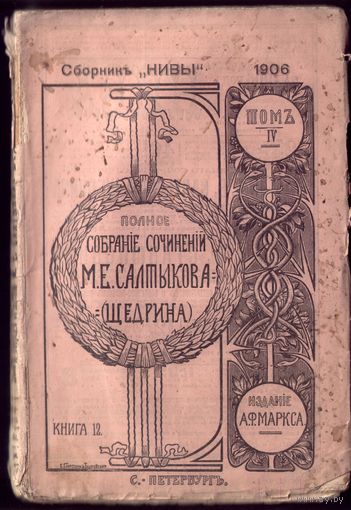 Сборникъ „НИВЫ“ 1906
ТОМЪ
IV
ПОЛНОЕ
СОБРАНІЕ СОЧИНЕНІЙ
М.Е.САЛТЫКОВА=
=(ЩЕДРИНА)
ИЗДАНІЕ
А.Ф.МАРКСА.
КНИГА 12.
С.-ПЕТЕРБУРГЪ.